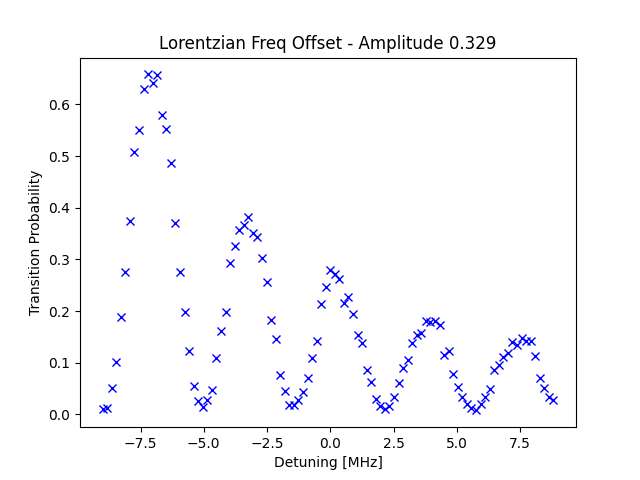 Lorentzian Freq Offset - Amplitude 0.329
Transition Probability
0.6
0.5
0.4
0.3
0.2
0.1
0.0
−7.5 −5.0 −2.5 0.0 2.5 5.0 7.5
Detuning [MHz]